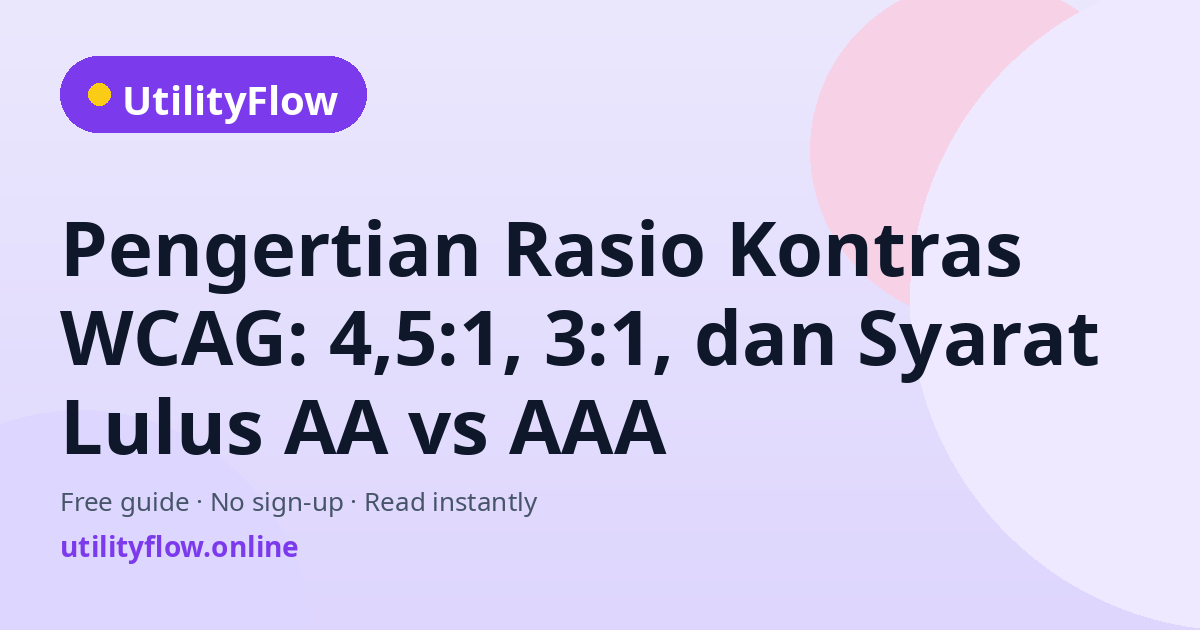 UtilityFlow
Pengertian Rasio Kontras
WCAG: 4,5:1, 3:1, dan Syarat
Lulus AA vs AAA
Free guide · No sign-up · Read instantly
utilityflow.online